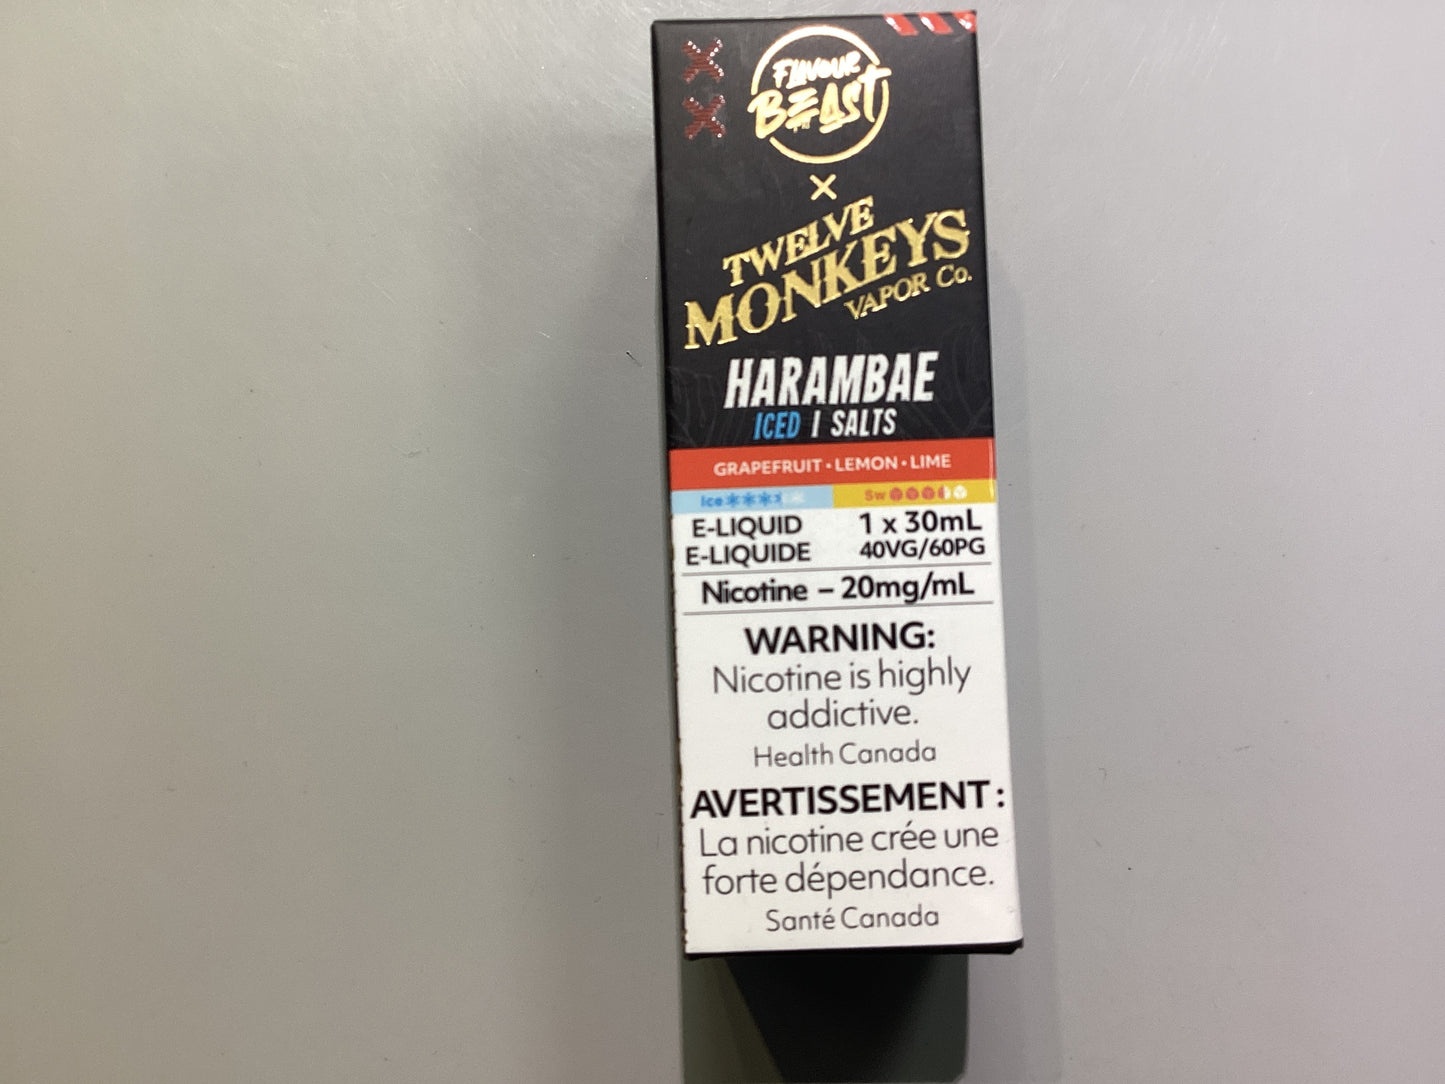 FLAVOUR
BEAST
X
TWELVE
MONKEYS
VAPOR Co.
HARAMBAE
ICED | SALTS
GRAPEFRUIT • LEMON • LIME
Ice Sw
E-LIQUID 1 x 30mL
E-LIQUIDE 40VG/60PG
Nicotine – 20mg/mL
WARNING:
Nicotine is highly
addictive.
Health Canada
AVERTISSEMENT :
La nicotine crée une
forte dépendance.
Santé Canada